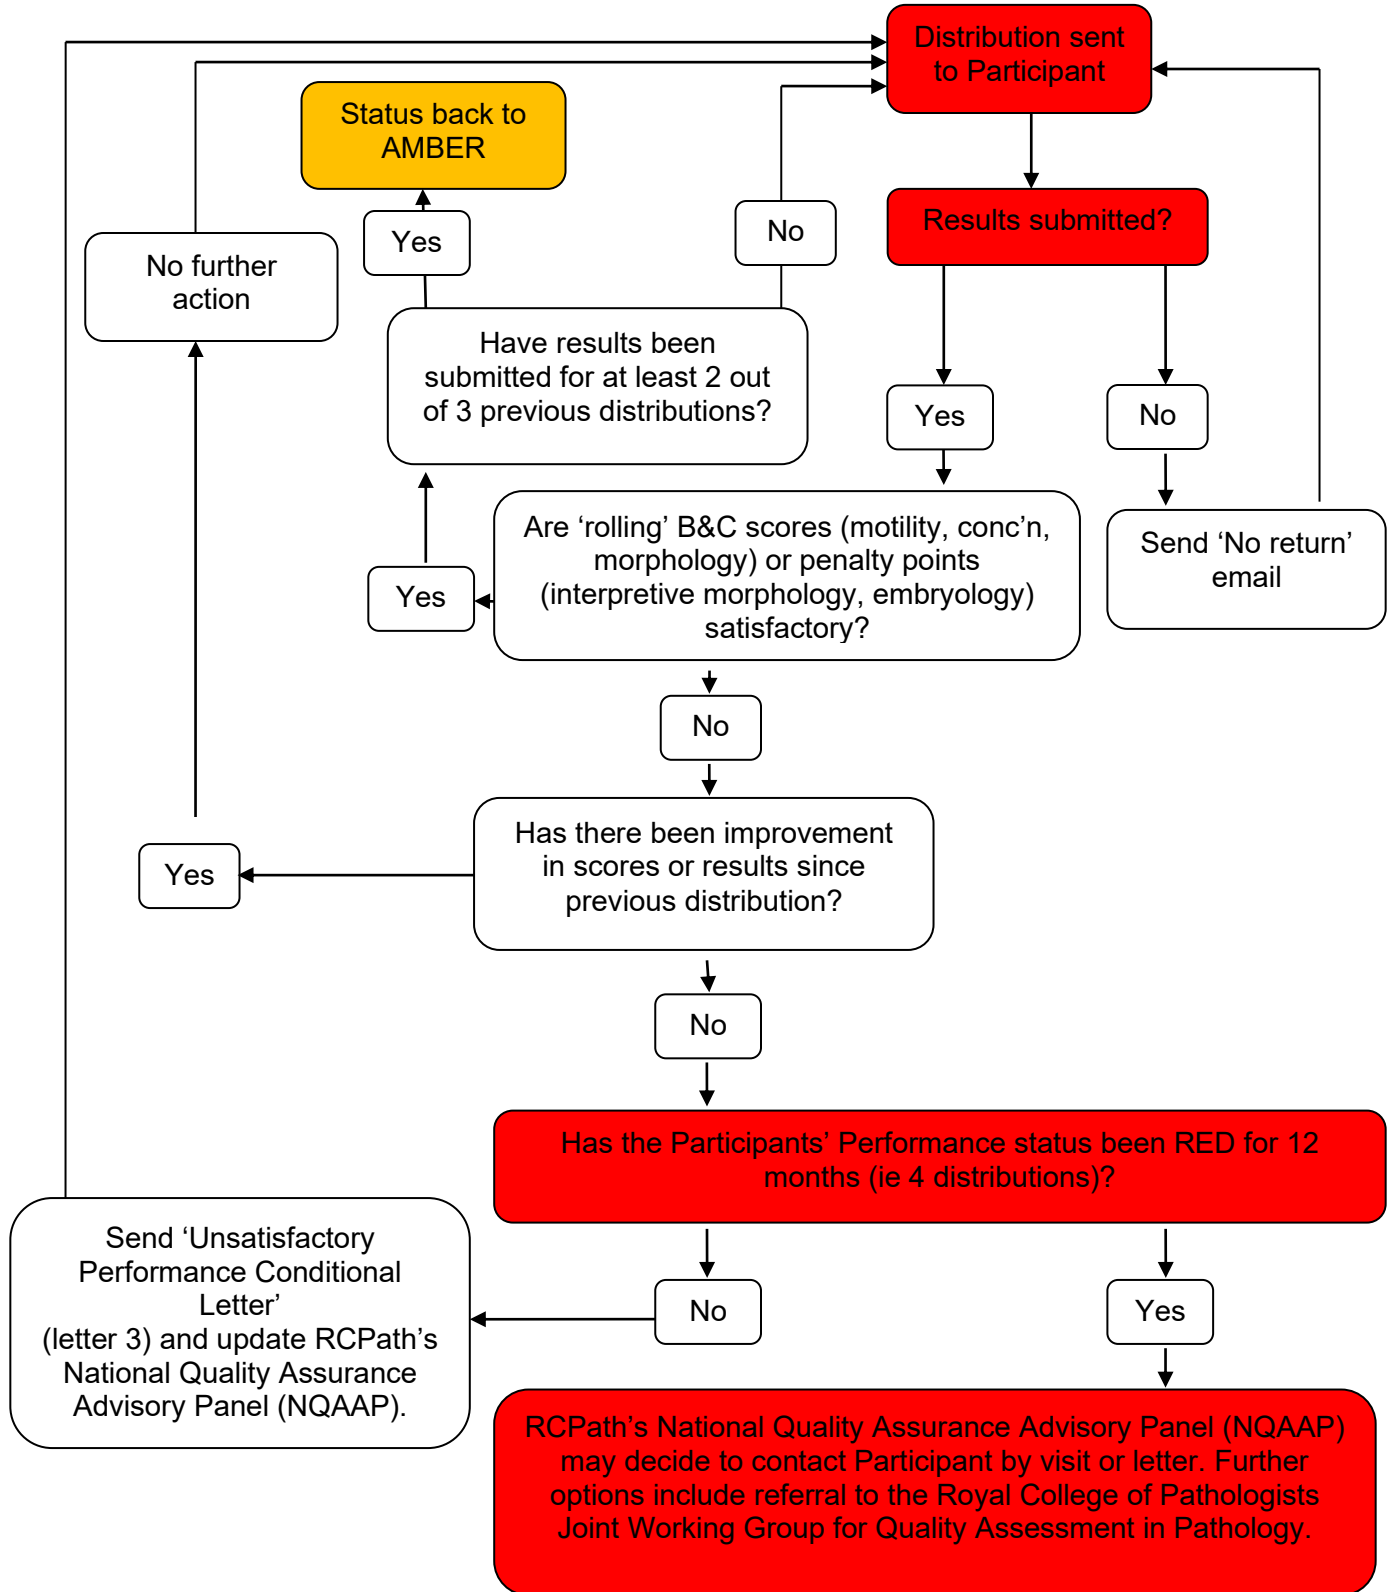 Distribution sent
to Participant
Status back to
AMBER
Results submitted?
Yes
No
No further
action
Have results been
submitted for at least 2 out
of 3 previous distributions?
Yes
No
Are ‘rolling’ B&C scores (motility, conc’n,
morphology) or penalty points
(interpretive morphology, embryology)
satisfactory?
Send ‘No return’
email
Yes
No
Has there been improvement
in scores or results since
previous distribution?
Yes
No
Has the Participants’ Performance status been RED for 12
months (ie 4 distributions)?
Send ‘Unsatisfactory
Performance Conditional
Letter’
(letter 3) and update RCPath’s
National Quality Assurance
Advisory Panel (NQAAP).
No
Yes
RCPath’s National Quality Assurance Advisory Panel (NQAAP)
may decide to contact Participant by visit or letter. Further
options include referral to the Royal College of Pathologists
Joint Working Group for Quality Assessment in Pathology.